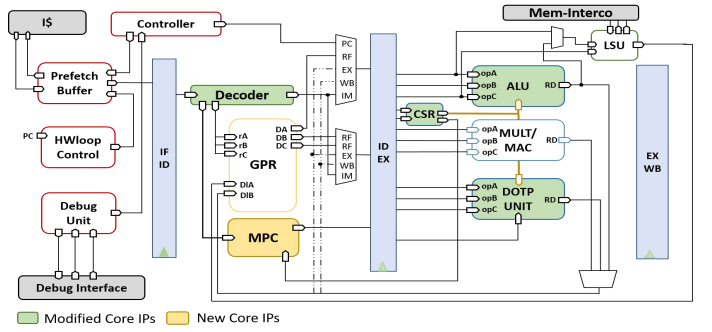 I$
Controller
Mem-Interco
LSU
Prefetch
Buffer
PC
RF
EX
WB
IM
opA
opB
opC
ALU
RD
Decoder
CSR
PC
HWloop
Control
IF
ID
rA
rB
rC
DA
DB
DC
GPR
DIA
DIB
RF
RF
EX
WB
IM
ID
EX
opA
opB
opC
MULT/
MAC
RD
EX
WB
Debug
Unit
MPC
opA
opB
opC
DOTP
UNIT
RD
Debug Interface
Modified Core IPs
New Core IPs